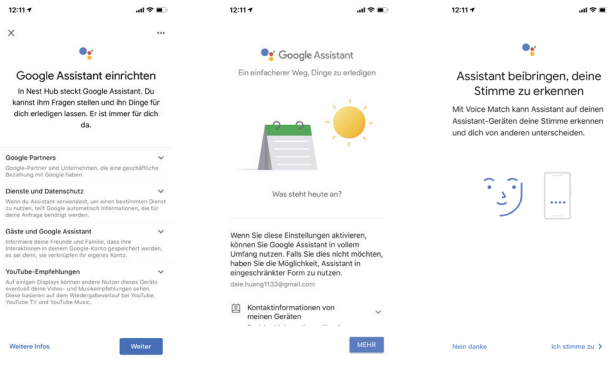 12:11
Google Assistant einrichten
In Nest Hub steckt Google Assistant. Du
kannst ihm Fragen stellen und ihn Dinge für
dich erledigen lassen. Er ist immer für dich
da.
Google Partners
Google-Partner sind Unternehmen, die eine geschäftliche
Beziehung mit Google haben.
Dienste und Datenschutz
Wenn du Assistant verwendest, um einen bestimmten Dienst
zu nutzen, teilt Google automatisch Informationen, die für
deine Anfrage benötigt werden.
Gäste und Google Assistant
Informiere deine Freunde und Familie, dass ihre
Interaktionen in deinem Google-Konto gespeichert werden,
es sei denn, sie verknüpfen ihr eigenes Konto.
YouTube-Empfehlungen
Auf einigen Displays können andere Nutzer dieses Geräts
eventuell deine Video- und Musikempfehlungen sehen.
Diese basieren auf dem Wiedergabeverlauf bei YouTube,
YouTube TV und YouTube Music.
Weitere Infos
Weiter
12:11
Google Assistant
Ein einfacherer Weg, Dinge zu erledigen
Was steht heute an?
Wenn Sie diese Einstellungen aktivieren,
können Sie Google Assistant in vollem
Umfang nutzen. Falls Sie dies nicht möchten,
haben Sie die Möglichkeit, Assistant in
eingeschränkter Form zu nutzen.
dale.huang1133@gmail.com
Kontaktinformationen von
meinen Geräten
MEHR
12:11
Assistant beibringen, deine
Stimme zu erkennen
Mit Voice Match kann Assistant auf deinen
Assistant-Geräten deine Stimme erkennen
und dich von anderen unterscheiden.
Nein danke
Ich stimme zu